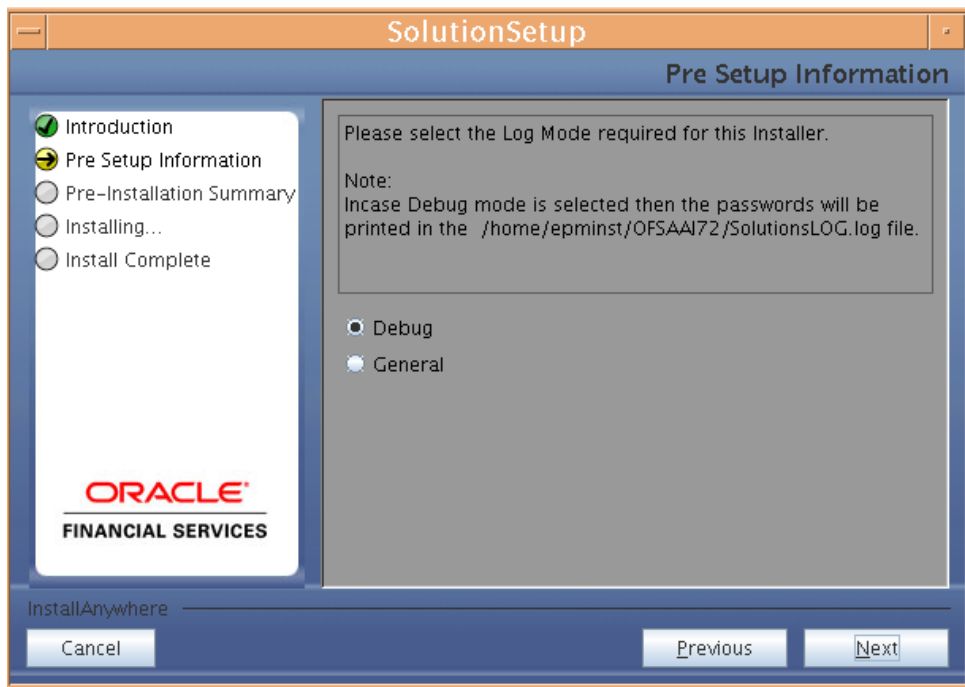 SolutionSetup
Pre Setup Information
Introduction
Pre Setup Information
Pre-Installation Summary
Installing...
Install Complete
ORACLE
FINANCIAL SERVICES
Please select the Log Mode required for this Installer.
Note:
Incase Debug mode is selected then the passwords will be
printed in the /home/epminst/OFSAAI72/SolutionsLOG.log file.
Debug
General
InstallAnywhere
Cancel
Previous
Next